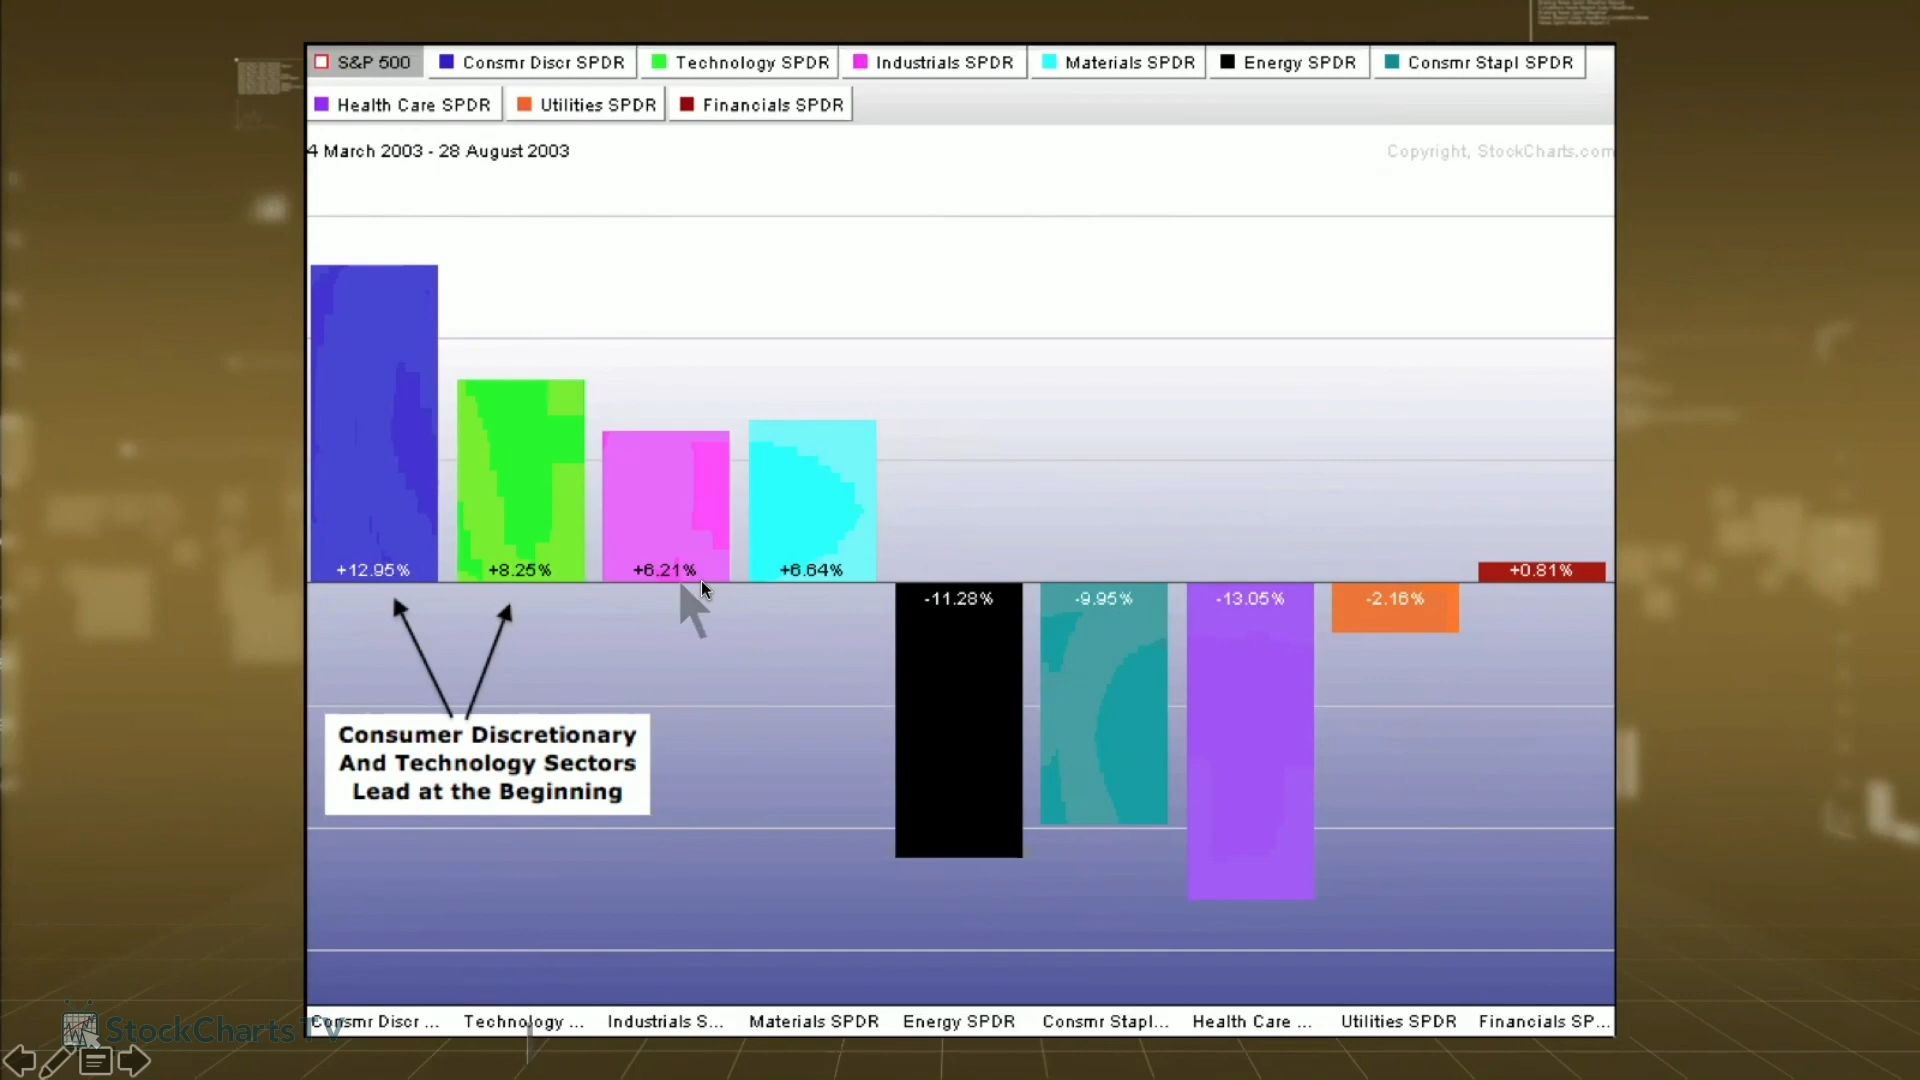 S&P 500 Consmr Discr SPDR Technology SPDR Industrials SPDR Materials SPDR Energy SPDR Consmr Stapl SPDR
Health Care SPDR Utilities SPDR Financials SPDR
4 March 2003 - 28 August 2003
Copyright, StockCharts.com
+12.95% +8.25% +6.21% +6.64% +0.81%
-11.28% -9.95% -13.05% -2.16%
Consumer Discretionary
And Technology Sectors
Lead at the Beginning
Consmr Discr ... Technology ... Industrials S... Materials SPDR Energy SPDR Consmr Stapl... Health Care ... Utilities SPDR Financials SP...
StockCharts TV